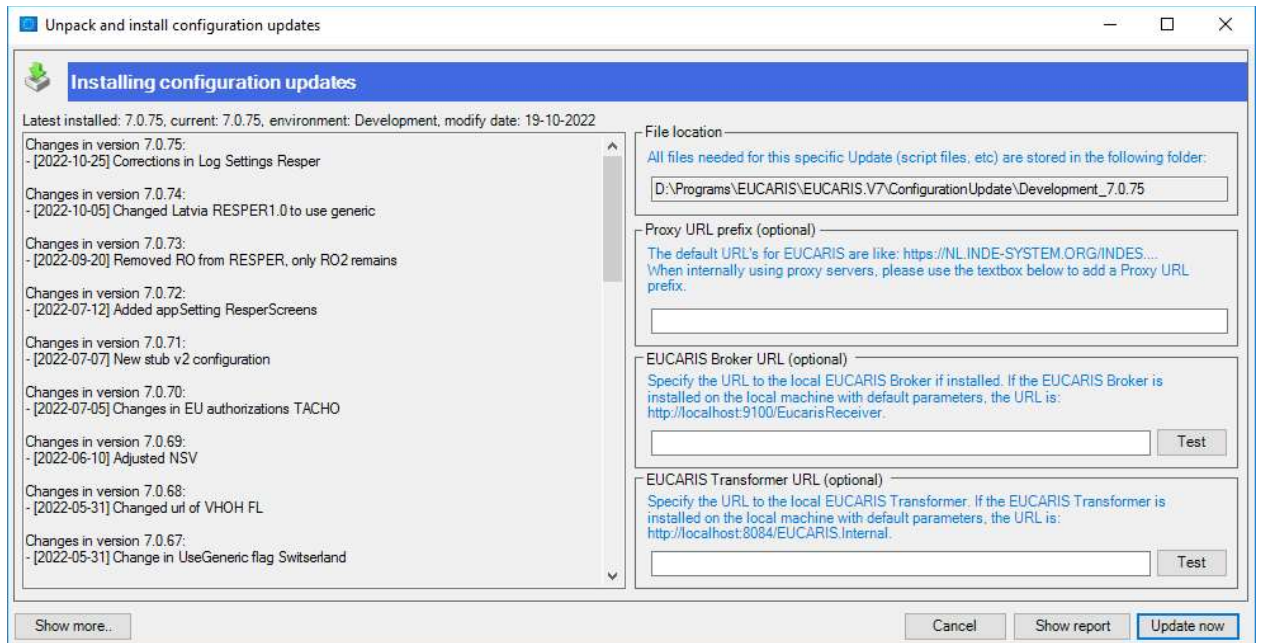 Unpack and install configuration updates
Installing configuration updates
Latest installed: 7.0.75, current: 7.0.75, environment: Development, modify date: 19-10-2022
Changes in version 7.0.75:
- [2022-10-25] Corrections in Log Settings Resper
Changes in version 7.0.74:
- [2022-10-05] Changed Latvia RESPER1.0 to use generic
Changes in version 7.0.73:
- [2022-09-20] Removed RO from RESPER, only RO2 remains
Changes in version 7.0.72:
- [2022-07-12] Added appSetting ResperScreens
Changes in version 7.0.71:
- [2022-07-07] New stub v2 configuration
Changes in version 7.0.70:
- [2022-07-05] Changes in EU authorizations TACHO
Changes in version 7.0.69:
- [2022-06-10] Adjusted NSV
Changes in version 7.0.68:
- [2022-05-31] Changed url of VHOH FL
Changes in version 7.0.67:
- [2022-05-31] Change in UseGeneric flag Switserland
File location
All files needed for this specific Update (script files, etc) are stored in the following folder:
D:\Programs\EUCARIS\EUCARIS.V7\ConfigurationUpdate\Development_7.0.75
Proxy URL prefix (optional)
The default URL's for EUCARIS are like: https://NL.INDE-SYSTEM.ORG/INDES....
When internally using proxy servers, please use the textbox below to add a Proxy URL
prefix.
EUCARIS Broker URL (optional)
Specify the URL to the local EUCARIS Broker if installed. If the EUCARIS Broker is
installed on the local machine with default parameters, the URL is:
http://localhost:9100/EucarisReceiver.
Test
EUCARIS Transformer URL (optional)
Specify the URL to the local EUCARIS Transformer. If the EUCARIS Transformer is
installed on the local machine with default parameters, the URL is:
http://localhost:8084/EUCARIS.Internal.
Test
Show more..
Cancel
Show report
Update now